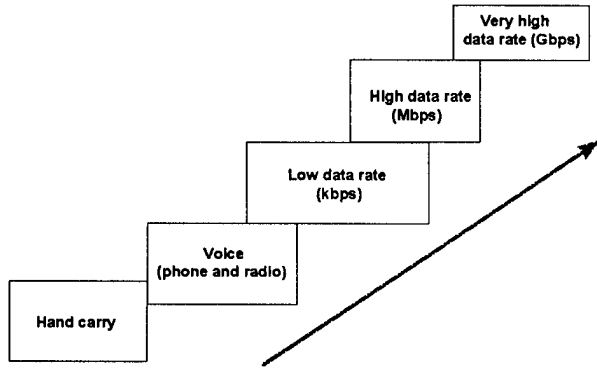 Very high
data rate (Gbps)
High data rate
(Mbps)
Low data rate
(kbps)
Voice
(phone and radio)
Hand carry